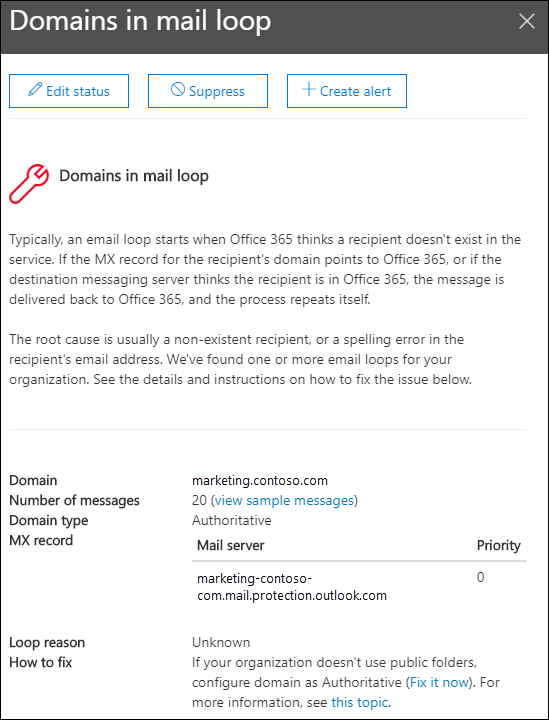 Domains in mail loop
Edit status
Suppress
Create alert
Domains in mail loop
Typically, an email loop starts when Office 365 thinks a recipient doesn't exist in the
service. If the MX record for the recipient's domain points to Office 365, or if the
destination messaging server thinks the recipient is in Office 365, the message is
delivered back to Office 365, and the process repeats itself.
The root cause is usually a non-existent recipient, or a spelling error in the
recipient's email address. We've found one or more email loops for your
organization. See the details and instructions on how to fix the issue below.
Domain marketing.contoso.com
Number of messages 20 (view sample messages)
Domain type Authoritative
MX record Mail server Priority
marketing-contoso- 0
com.mail.protection.outlook.com
Loop reason Unknown
How to fix If your organization doesn't use public folders,
configure domain as Authoritative (Fix it now). For
more information, see this topic.